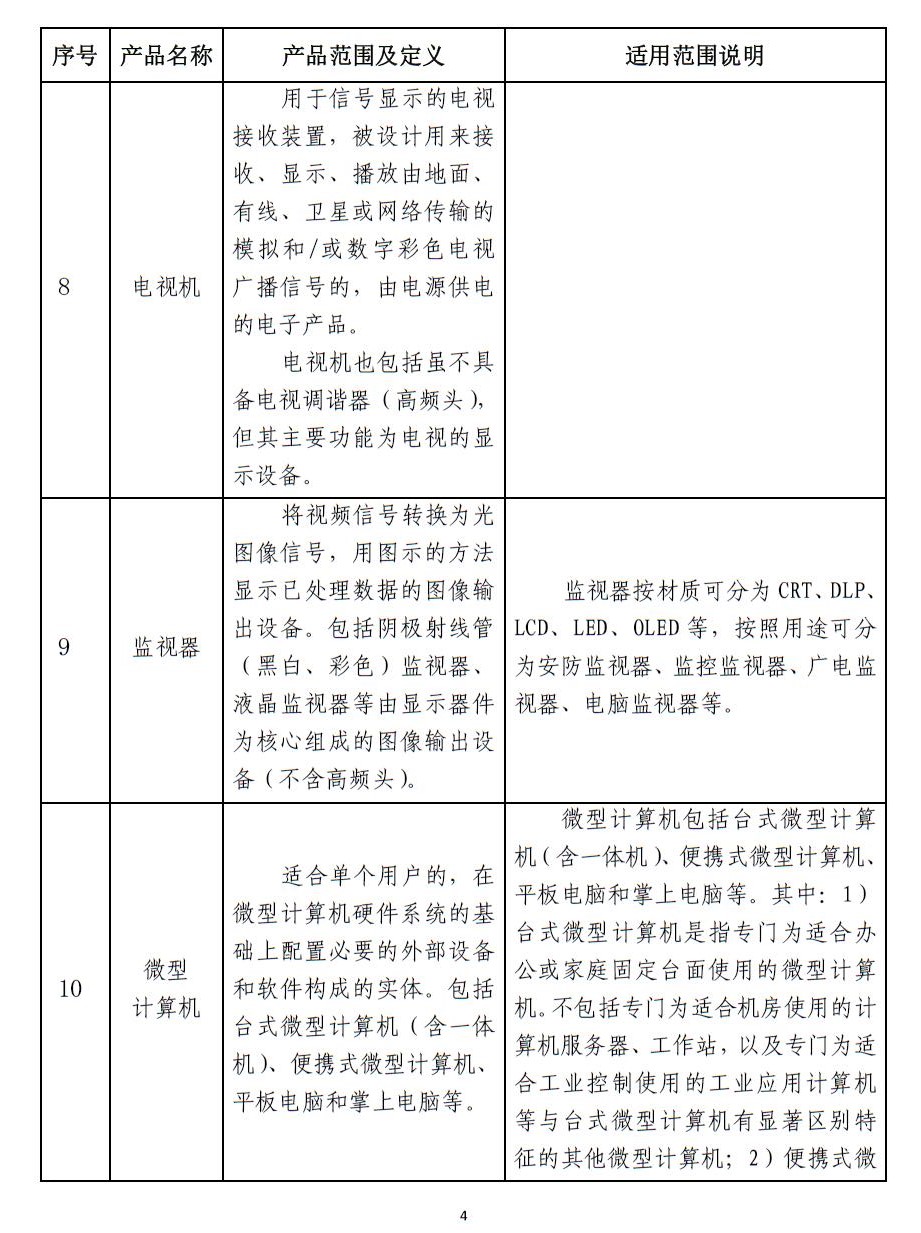 序号 产品名称 产品范围及定义 适用范围说明
8
电视机
用于信号显示的电视
接收装置，被设计用来接
收、显示、播放由地面、
有线、卫星或网络传输的
模拟和/或数字彩色电视
广播信号的，由电源供电
的电子产品。
电视机也包括虽不具
备电视调谐器（高频头），
但其主要功能为电视的显
示设备。
9
监视器
将视频信号转换为光
图像信号，用图示的方法
显示已处理数据的图像输
出设备。包括阴极射线管
（黑白、彩色）监视器、
液晶监视器等由显示器件
为核心组成的图像输出设
备（不含高频头）。
监视器按材质可分为 CRT、DLP、
LCD、LED、OLED 等，按照用途可分
为安防监视器、监控监视器、广电监
视器、电脑监视器等。
10
微型
计算机
适合单个用户的，在
微型计算机硬件系统的基
础上配置必要的外部设备
和软件构成的实体。包括
台式微型计算机（含一体
机）、便携式微型计算机、
平板电脑和掌上电脑等。
微型计算机包括台式微型计算
机（含一体机）、便携式微型计算机、
平板电脑和掌上电脑等。其中：1）
台式微型计算机是指专门为适合办
公或家庭固定台面使用的微型计算
机。不包括专门为适合机房使用的计
算机服务器、工作站，以及专门为适
合工业控制使用的工业应用计算机
等与台式微型计算机有显著区别特
征的其他微型计算机；2）便携式微
4